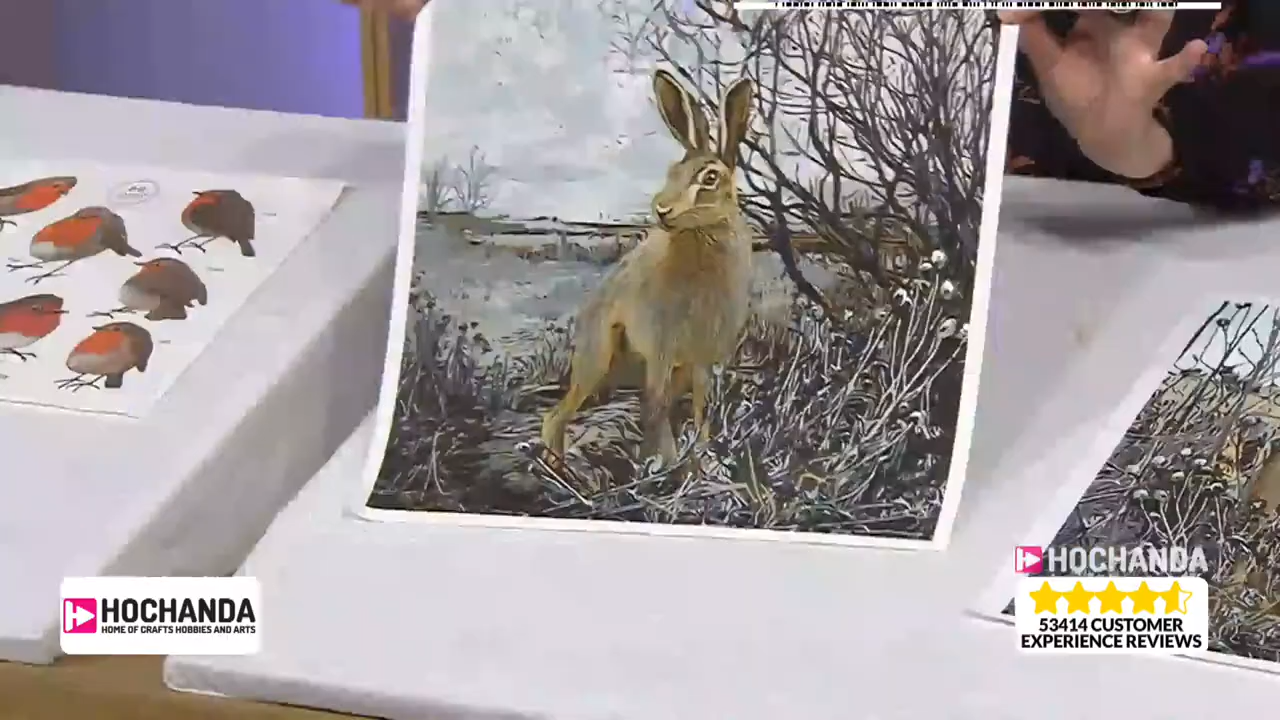 HOCHANDA
HOME OF CRAFTS HOBBIES AND ARTS
HOCHANDA
53414 CUSTOMER
EXPERIENCE REVIEWS